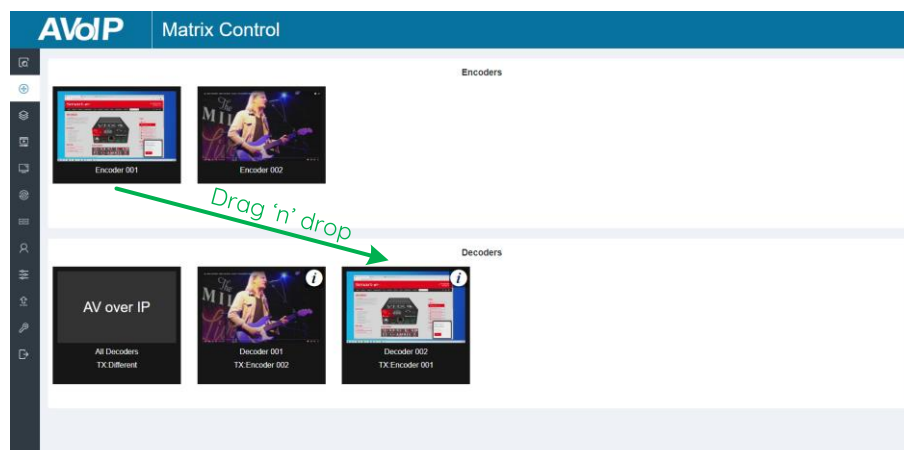 AVoIP
Matrix Control
Encoders
Encoder 001
Encoder 002
Drag ‘n’ drop
Decoders
AV over IP
All Decoders
TX:Different
i
Decoder 001
TX:Encoder 002
i
Decoder 002
TX:Encoder 001